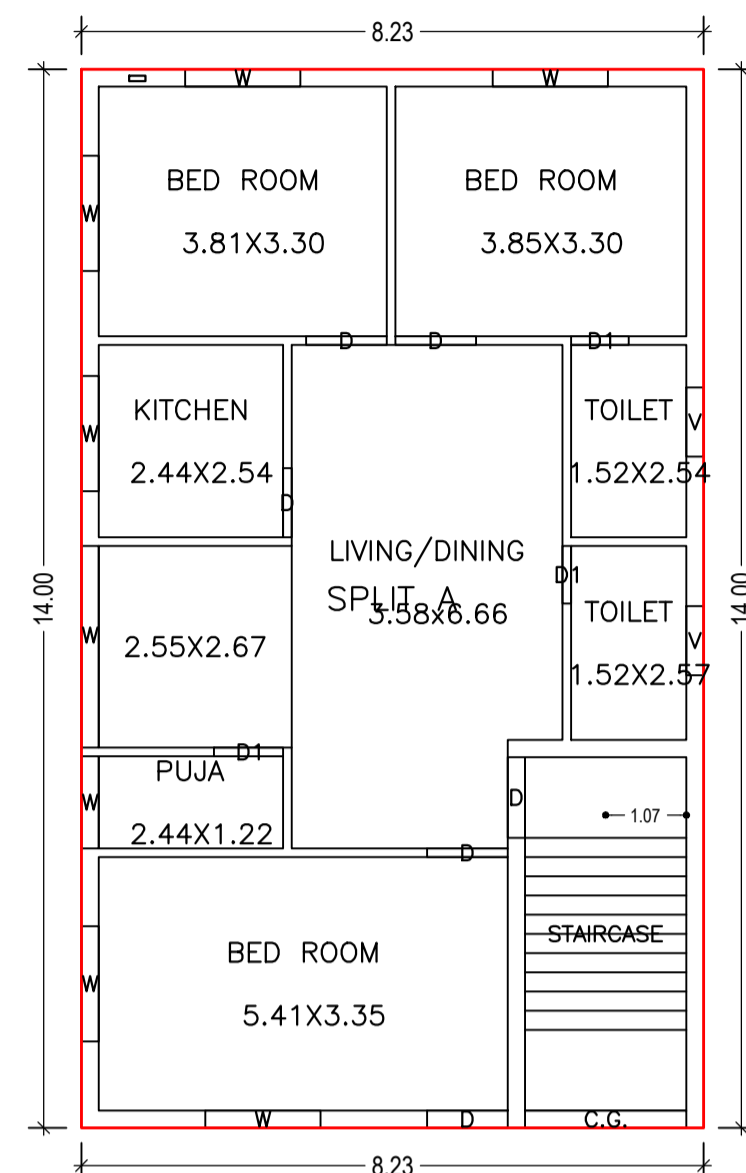 8.23
W
W
BED ROOM
BED ROOM
3.81X3.30
3.85X3.30
W
D
D
D1
KITCHEN
TOILET
W
V
2.44X2.54
1.52X2.54
D
LIVING/DINING
D1
14.00
14.00
SPLIT A
3.58x6.66
TOILET
W
V
2.55X2.67
1.52X2.57
D1
PUJA
W
D
1.07
2.44X1.22
D
STAIRCASE
BED ROOM
W
5.41X3.35
W
D
C.G.
8.23